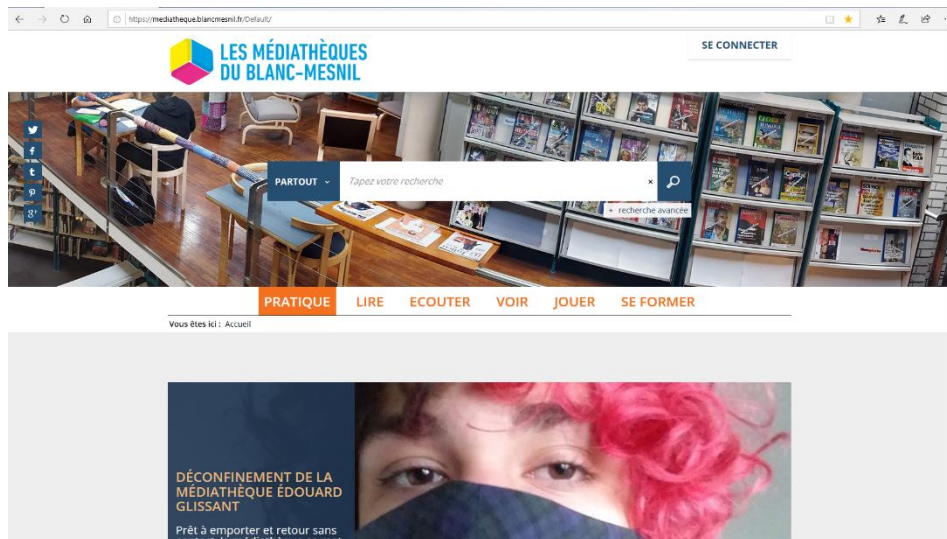 https://mediatheque.blancmesnil.fr/Default/
LES MÉDIATHÈQUES
DU BLANC-MESNIL
SE CONNECTER
PARTOUT
Tapez votre recherche
×
+ recherche avancée
PRATIQUE LIRE ECOUTER VOIR JOUER SE FORMER
Vous êtes ici : Accueil
DÉCONFINEMENT DE LA
MÉDIATHÈQUE ÉDOUARD
GLISSANT
Prêt à emporter et retour sans